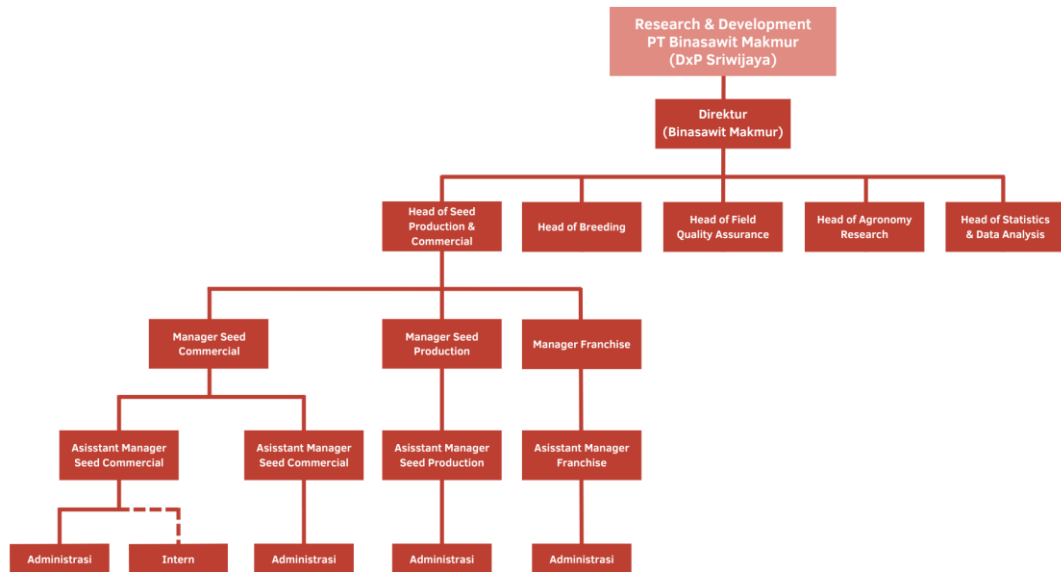 Research & Development
PT Binasawit Makmur
(DxP Sriwijaya)
Direktur
(Binasawit Makmur)
Head of Seed
Production &
Commercial
Head of Breeding
Head of Field
Quality Assurance
Head of Agronomy
Research
Head of Statistics
& Data Analysis
Manager Seed
Commercial
Manager Seed
Production
Manager Franchise
Asisstant Manager
Seed Commercial
Asisstant Manager
Seed Commercial
Asisstant Manager
Seed Production
Asisstant Manager
Franchise
Administrasi
Intern
Administrasi
Administrasi
Administrasi